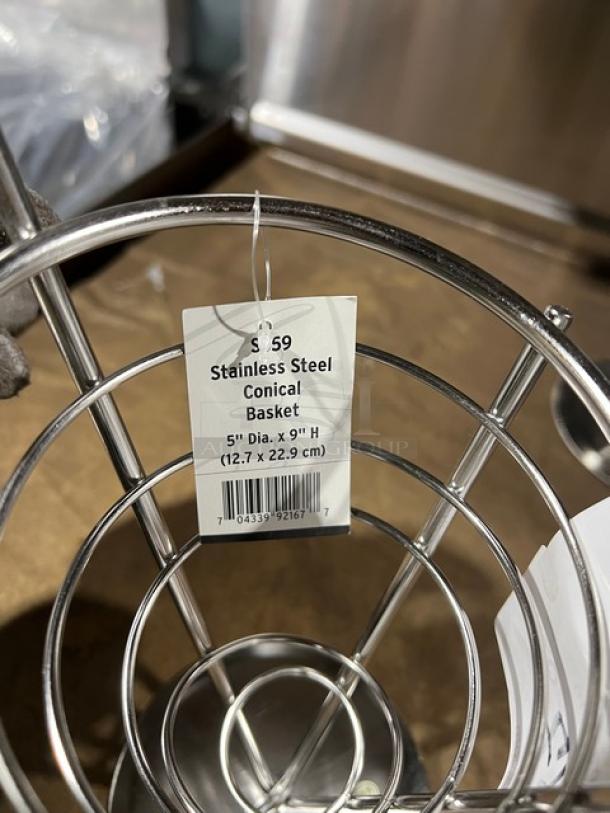 Stainless Steel
Conical
Basket
5" Dia. x 9" H
(12.7 x 22.9 cm)
7 04339 92167 7